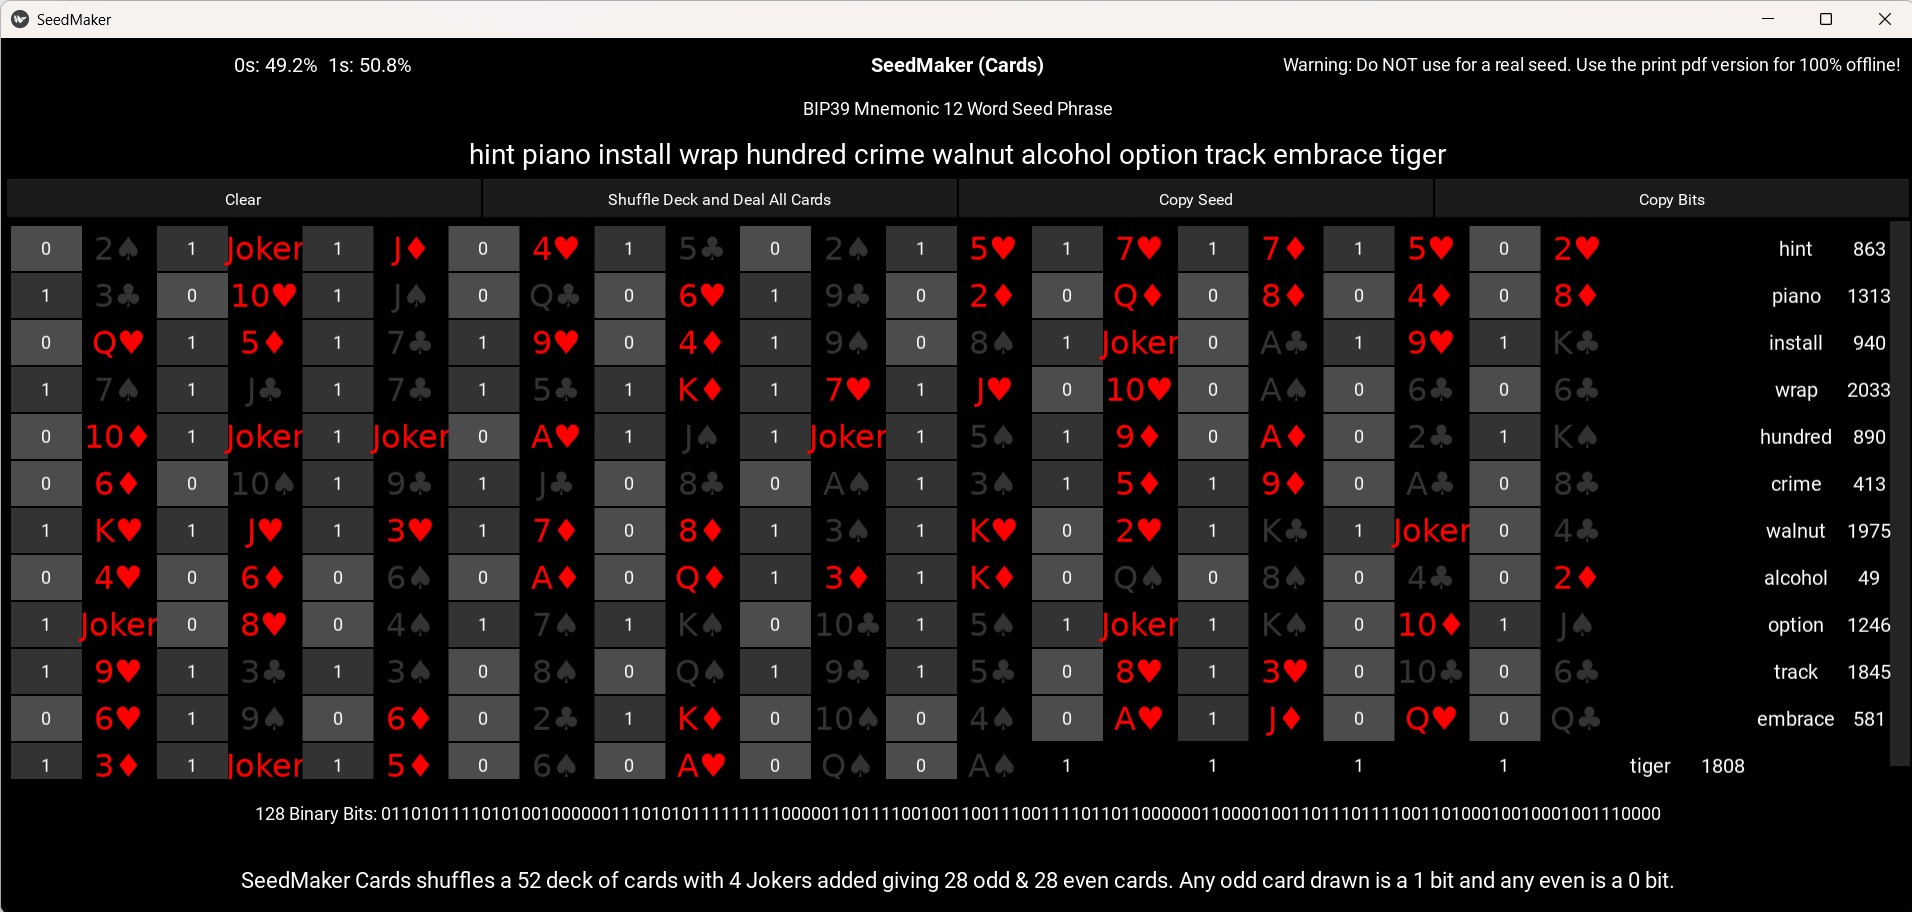 SeedMaker
0s: 49.2%  1s: 50.8% SeedMaker (Cards) Warning: Do NOT use for a real seed. Use the print pdf version for 100% offline!
BIP39 Mnemonic 12 Word Seed Phrase
hint piano install wrap hundred crime walnut alcohol option track embrace tiger
Clear Shuffle Deck and Deal All Cards Copy Seed Copy Bits
0 2♠ 1 Joker 1 J♦ 0 4♥ 1 5♣ 0 2♠ 1 5♥ 1 7♥ 1 7♦ 1 5♥ 0 2♥ hint 863
1 3♣ 0 10♥ 1 J♠ 0 Q♣ 0 6♥ 1 9♣ 0 2♦ 0 Q♦ 0 8♦ 0 4♦ 0 8♦ piano 1313
0 Q♥ 1 5♦ 1 7♣ 1 9♥ 0 4♦ 1 9♠ 0 8♠ 1 Joker 0 A♣ 1 9♥ 1 K♣ install 940
1 7♠ 1 J♣ 1 7♣ 1 5♣ 1 K♦ 1 7♥ 1 J♥ 0 10♥ 0 A♠ 0 6♣ 0 6♣ wrap 2033
0 10♦ 1 Joker 1 Joker 0 A♥ 1 J♠ 1 Joker 1 5♠ 1 9♦ 0 A♦ 0 2♣ 1 K♠ hundred 890
0 6♦ 0 10♠ 1 9♣ 1 J♣ 0 8♣ 0 A♠ 1 3♠ 1 5♦ 1 9♦ 0 A♣ 0 8♣ crime 413
1 K♥ 1 J♥ 1 3♥ 1 7♦ 0 8♦ 1 3♠ 1 K♥ 0 2♥ 1 K♣ 1 Joker 0 4♣ walnut 1975
0 4♥ 0 6♦ 0 6♠ 0 A♦ 0 Q♦ 1 3♦ 1 K♦ 0 Q♠ 0 8♠ 0 4♣ 0 2♦ alcohol 49
1 Joker 0 8♥ 0 4♠ 1 7♠ 1 K♠ 0 10♣ 1 5♠ 1 Joker 1 K♠ 0 10♦ 1 J♠ option 1246
1 9♥ 1 3♣ 1 3♠ 0 8♠ 0 Q♠ 1 9♣ 1 5♣ 0 8♥ 1 3♥ 0 10♣ 0 6♣ track 1845
0 6♥ 1 9♠ 0 6♦ 0 2♣ 1 K♦ 0 10♠ 0 4♠ 0 A♥ 1 J♦ 0 Q♥ 0 Q♣ embrace 581
1 3♦ 1 Joker 1 5♦ 0 6♠ 0 A♥ 0 Q♠ 0 A♠ 1 1 1 1 tiger 1808
128 Binary Bits: 01101011110101001000000111010101111111110000011011110010011001110011110110110000000110000100110111011110011010001001000100111​0000
SeedMaker Cards shuffles a 52 deck of cards with 4 Jokers added giving 28 odd & 28 even cards. Any odd card drawn is a 1 bit and any even is a 0 bit.